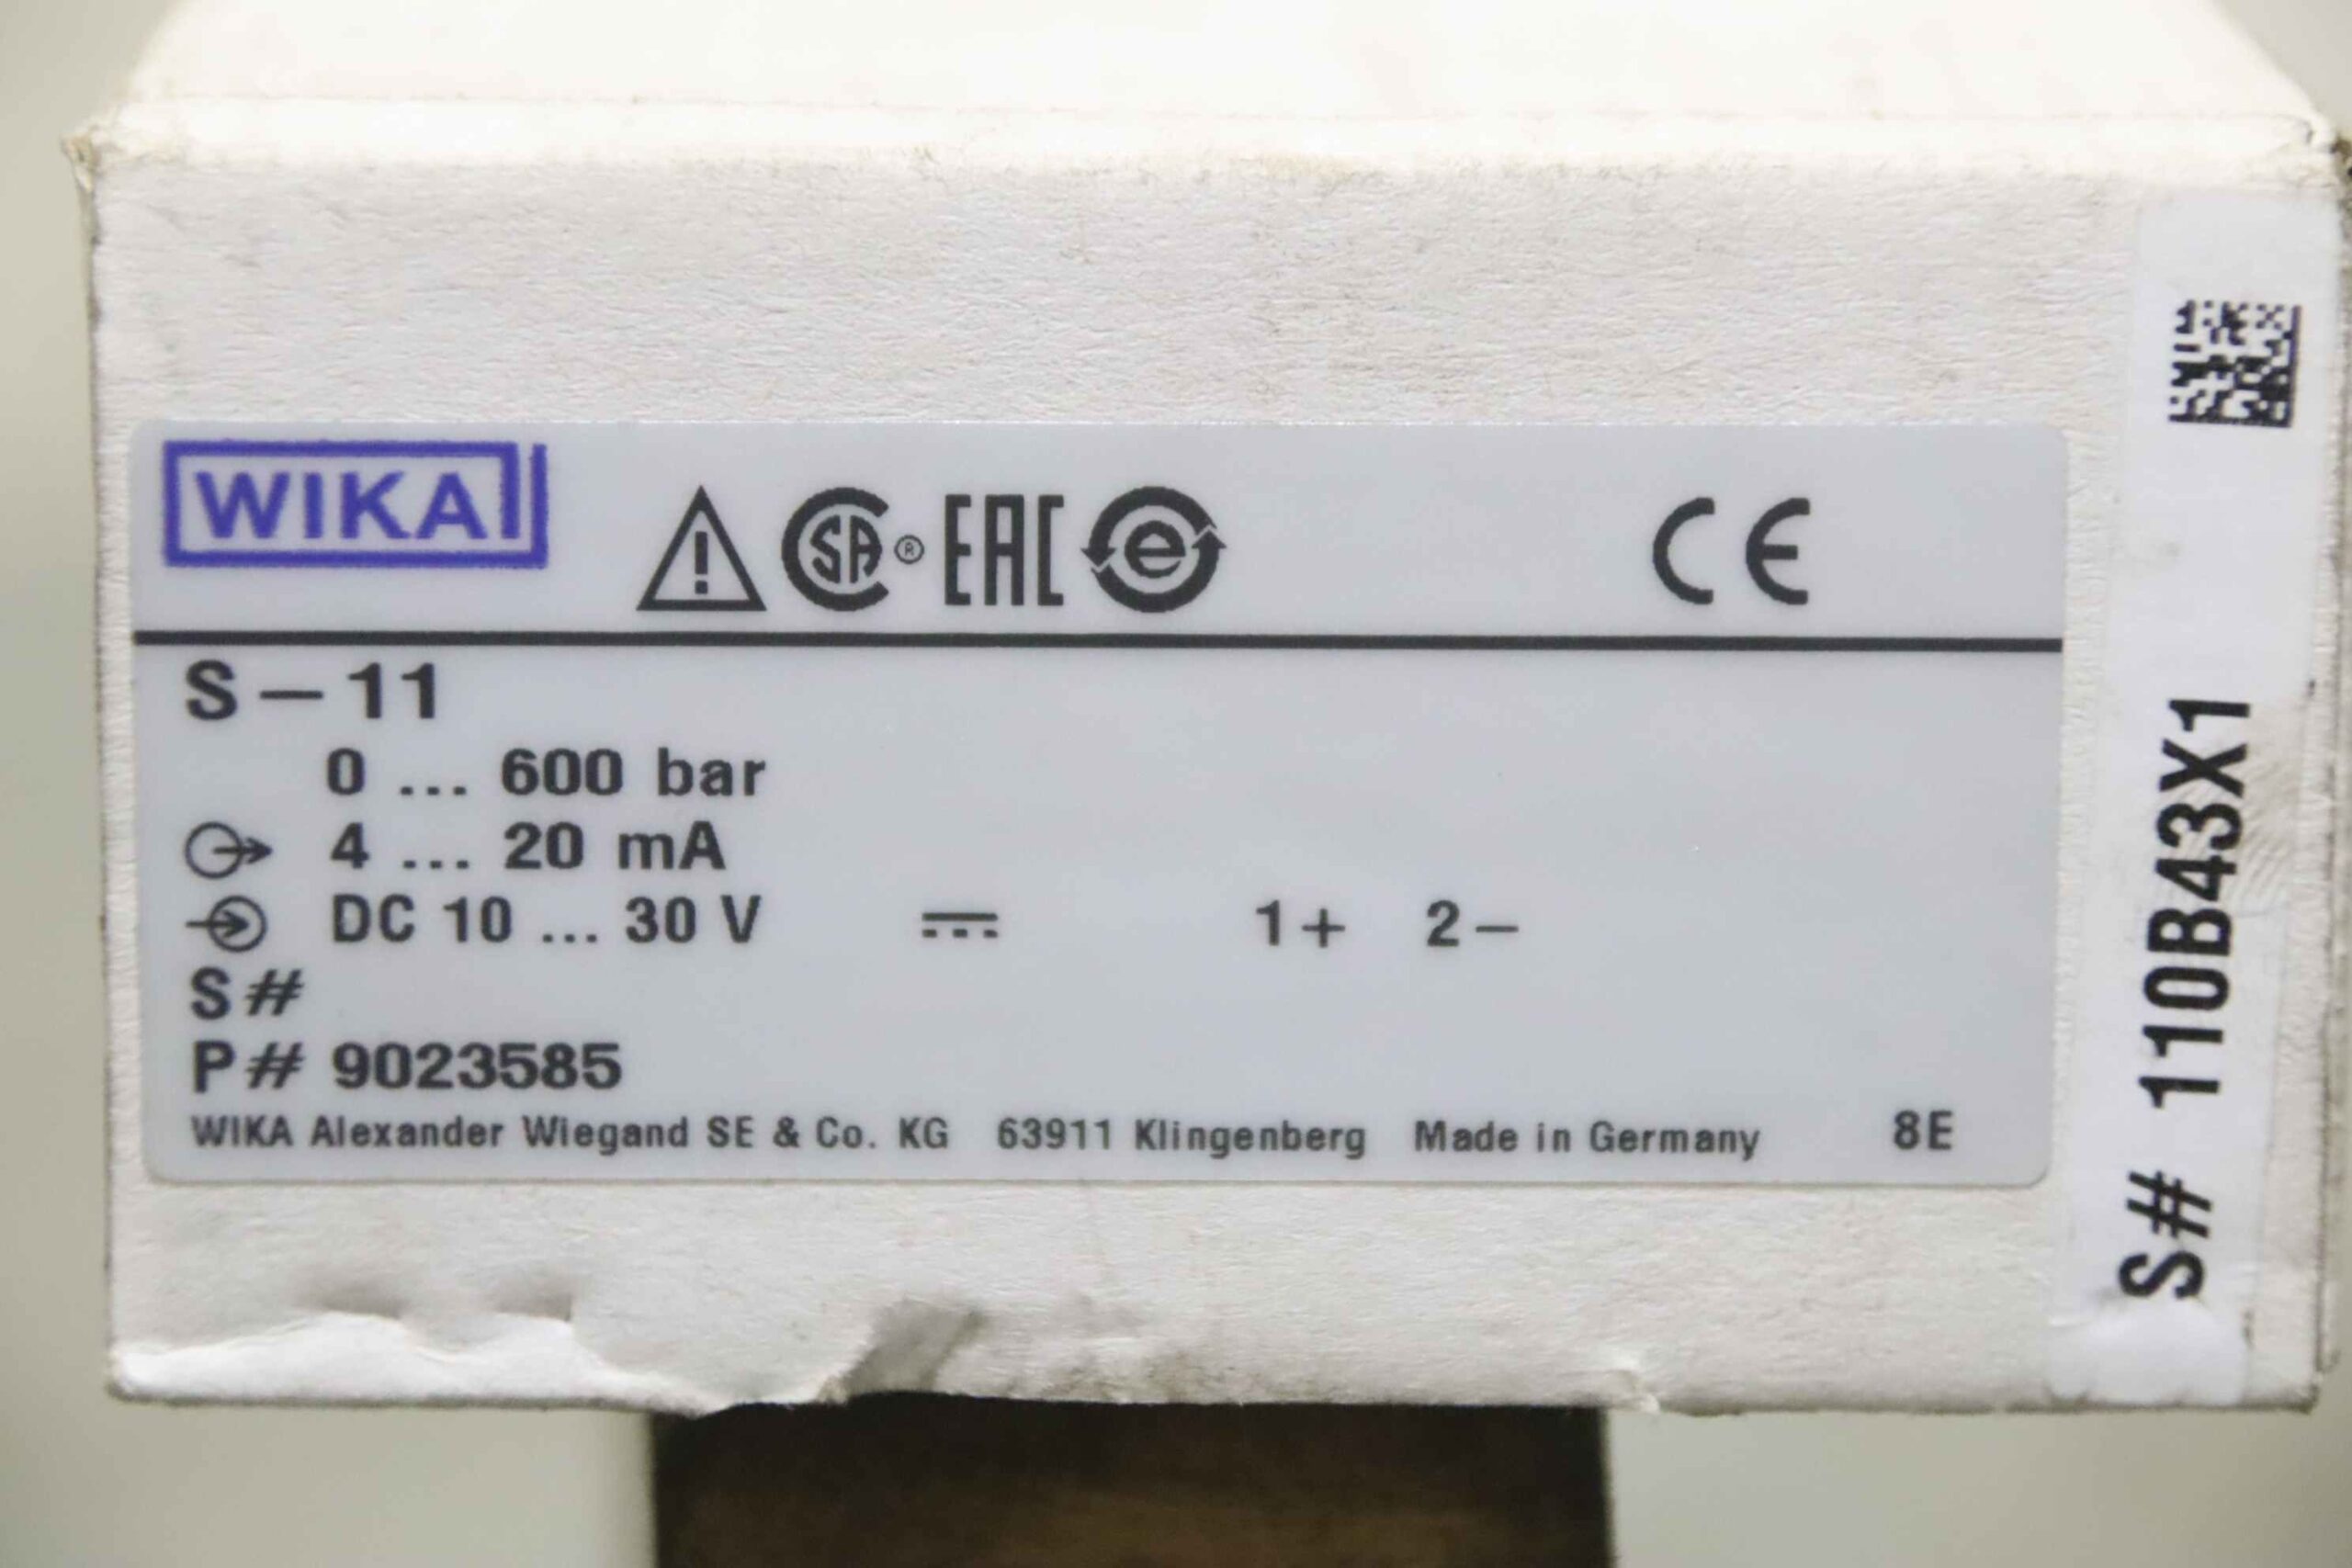 WIKA
CSA ® EAC e
CE
S – 11
0 ... 600 bar
4 ... 20 mA
DC 10 ... 30 V 1+ 2–
S#
P# 9023585
WIKA Alexander Wiegand SE & Co. KG 63911 Klingenberg Made in Germany 8E
S# 110B43X1